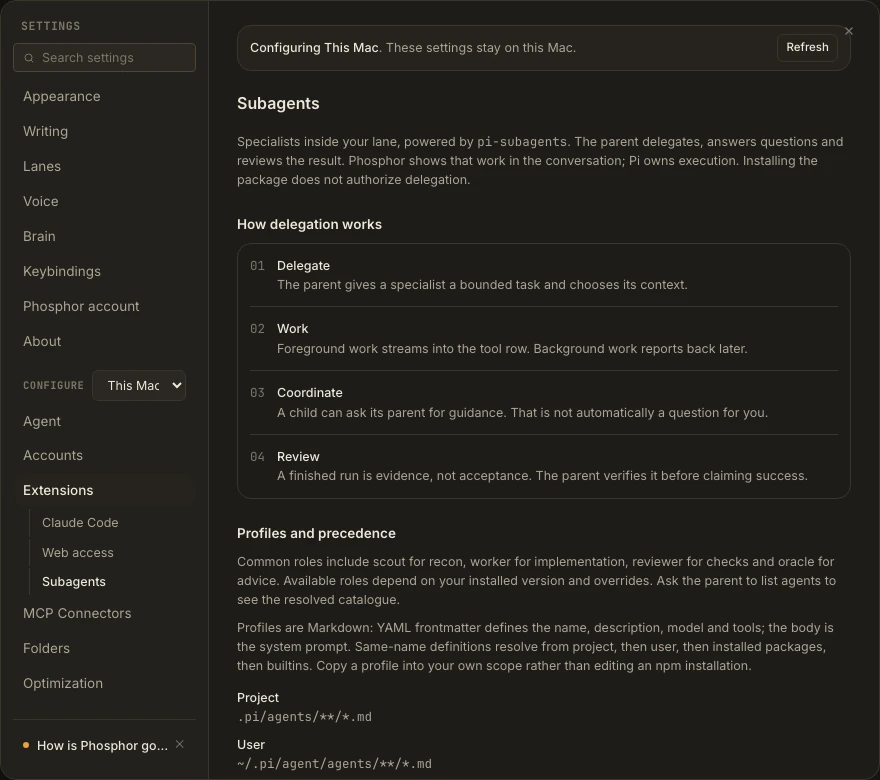 SETTINGS
Search settings
Appearance
Writing
Lanes
Voice
Brain
Keybindings
Phosphor account
About
CONFIGURE This Mac
Agent
Accounts
Extensions
Claude Code
Web access
Subagents
MCP Connectors
Folders
Optimization
How is Phosphor go... ×
×
Configuring This Mac. These settings stay on this Mac.
Refresh
Subagents
Specialists inside your lane, powered by pi-subagents. The parent delegates, answers questions and
reviews the result. Phosphor shows that work in the conversation; Pi owns execution. Installing the
package does not authorize delegation.
How delegation works
01 Delegate
The parent gives a specialist a bounded task and chooses its context.
02 Work
Foreground work streams into the tool row. Background work reports back later.
03 Coordinate
A child can ask its parent for guidance. That is not automatically a question for you.
04 Review
A finished run is evidence, not acceptance. The parent verifies it before claiming success.
Profiles and precedence
Common roles include scout for recon, worker for implementation, reviewer for checks and oracle for
advice. Available roles depend on your installed version and overrides. Ask the parent to list agents to
see the resolved catalogue.
Profiles are Markdown: YAML frontmatter defines the name, description, model and tools; the body is
the system prompt. Same-name definitions resolve from project, then user, then installed packages,
then builtins. Copy a profile into your own scope rather than editing an npm installation.
Project
.pi/agents/**/*.md
User
~/.pi/agent/agents/**/*.md